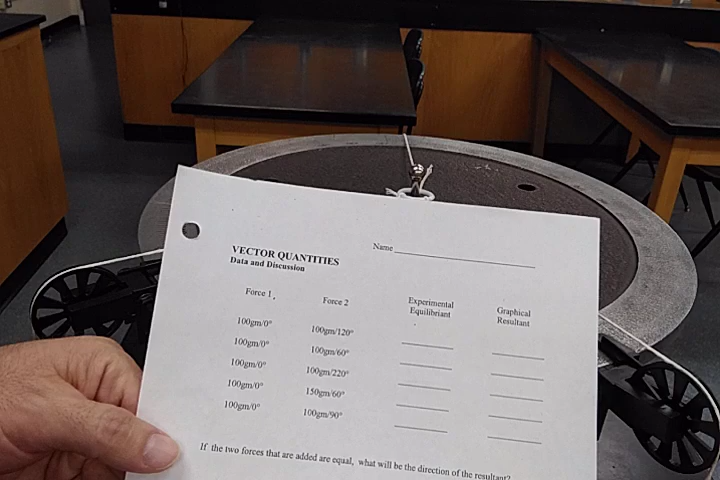 Name
VECTOR QUANTITIES
Data and Discussion
Force 1 Force 2 Experimental Equilibriant Graphical Resultant
100gm/0° 100gm/120°
100gm/0° 100gm/60°
100gm/0° 100gm/220°
100gm/0° 150gm/60°
100gm/0° 100gm/90°
If the two forces that are added are equal, what will be the direction of the resultant?